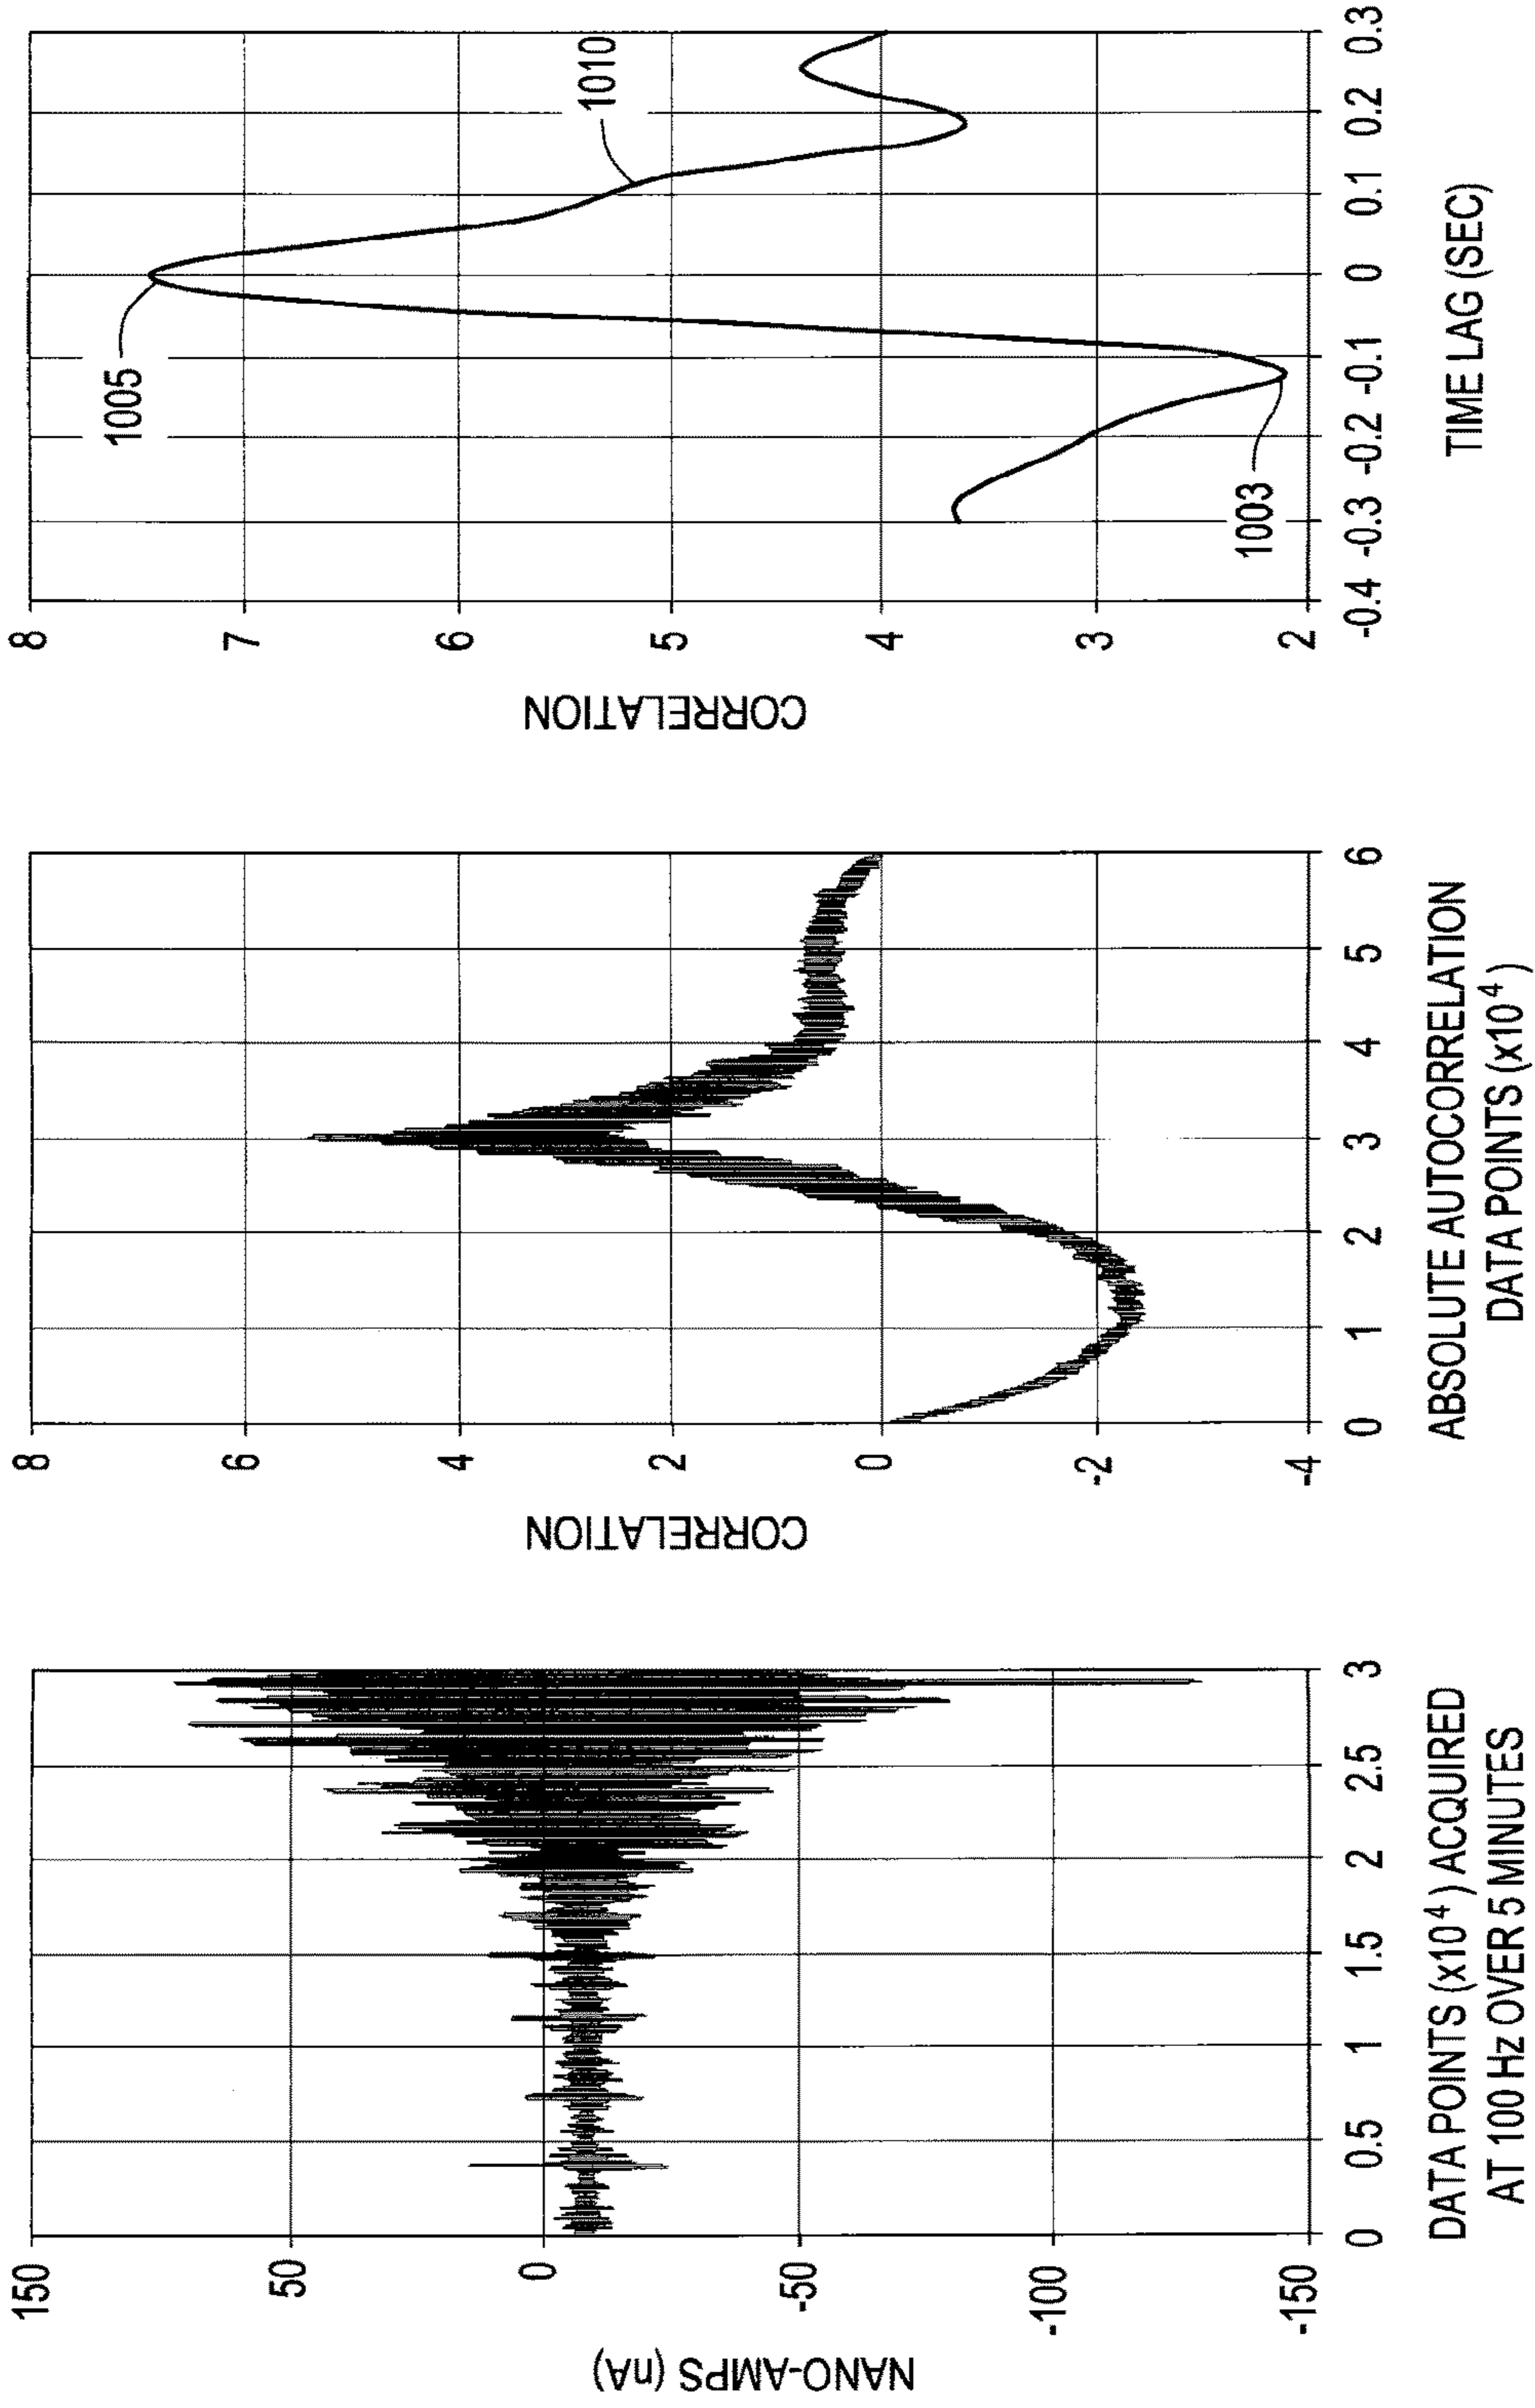 NANO-AMPS (nA)
150
50
0
-50
-100
-150
0 0.5 1 1.5 2 2.5 3
DATA POINTS (x10⁴) ACQUIRED
AT 100 Hz OVER 5 MINUTES
CORRELATION
8
6
4
2
0
-2
-4
0 1 2 3 4 5 6
ABSOLUTE AUTOCORRELATION
DATA POINTS (x10⁴)
CORRELATION
8
7
6
5
4
3
2
1005
1010
1003
-0.4 -0.3 -0.2 -0.1 0 0.1 0.2 0.3
TIME LAG (SEC)